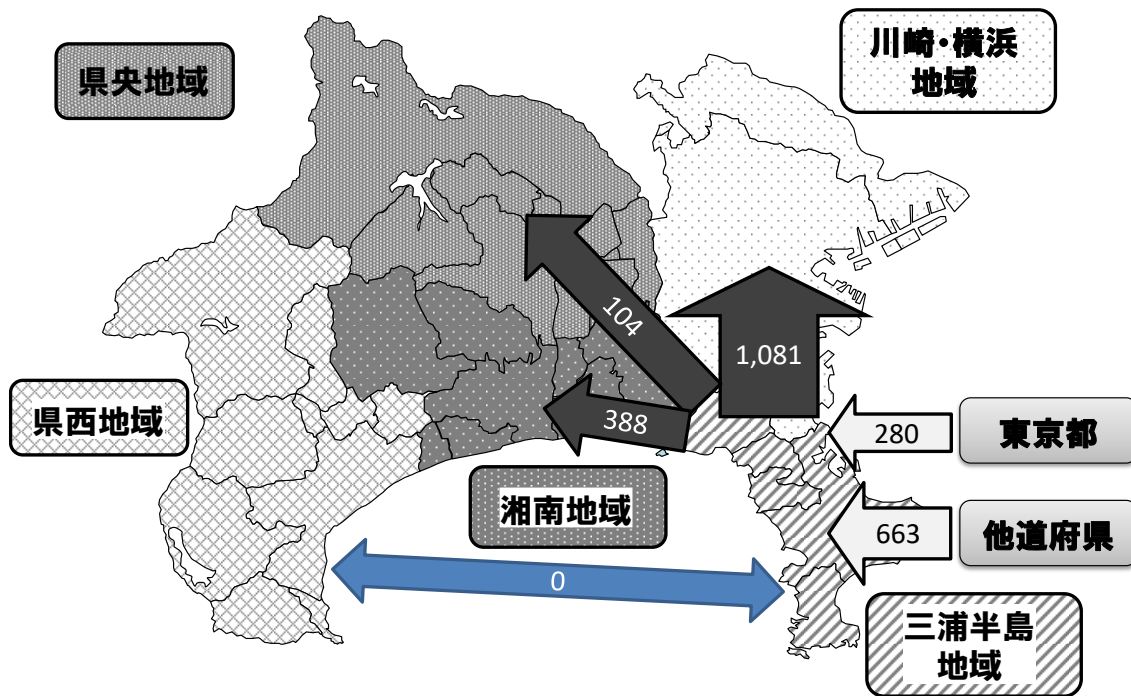 県央地域
川崎・横浜
地域
104
1,081
県西地域
388
280
東京都
湘南地域
663
他道府県
0
三浦半島
地域